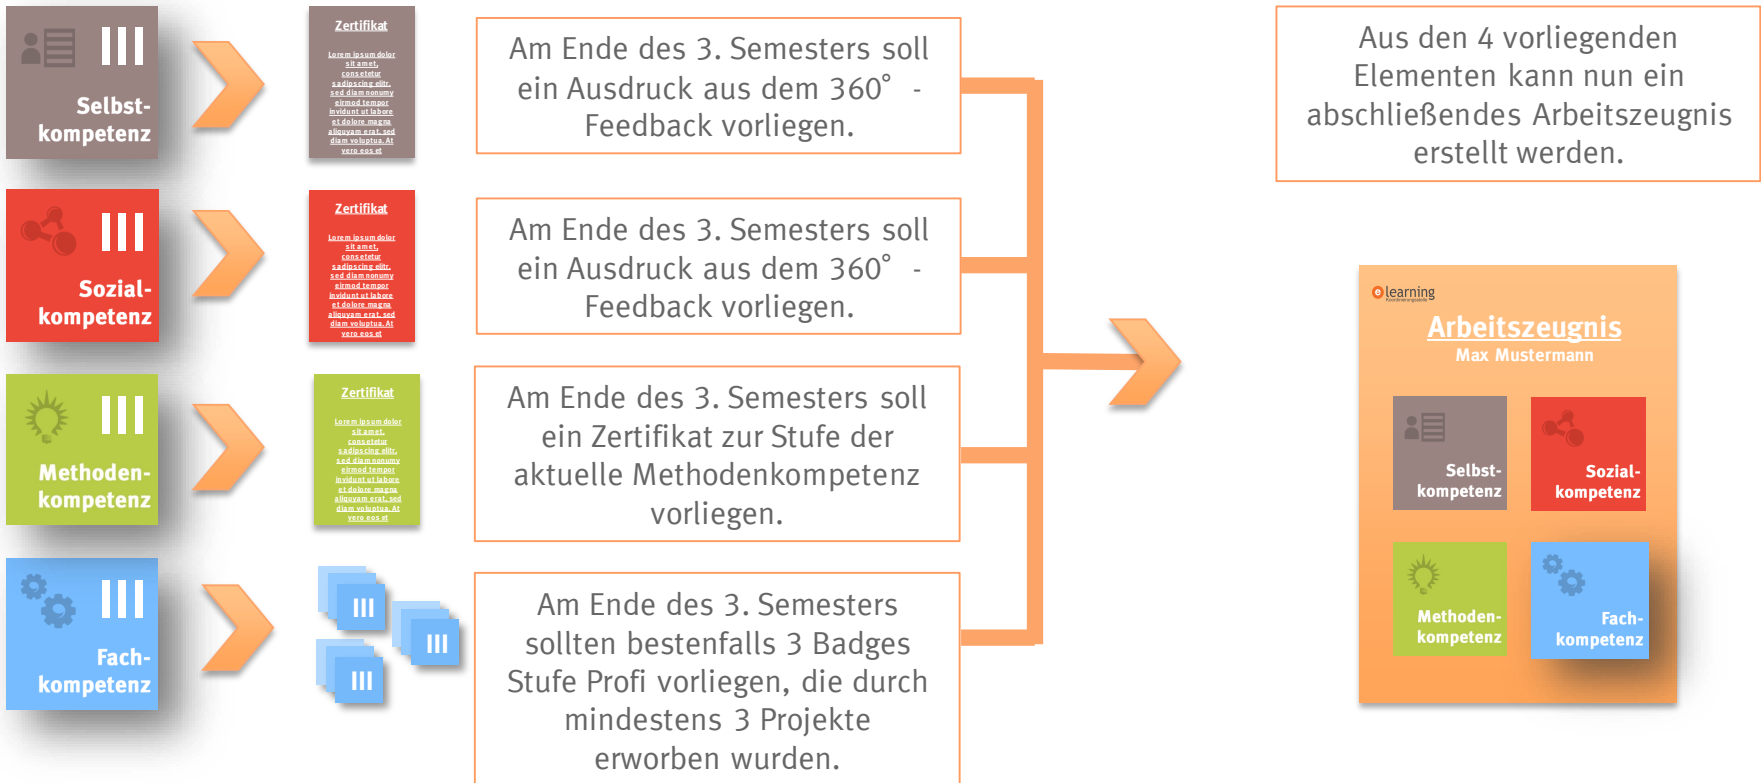 III
Selbst-
kompetenz
Zertifikat
Lorem ipsum dolor
sit amet,
consetetur
sadipscing elitr,
sed diam nonumy
eirmod tempor
invidunt ut labore
et dolore magna
aliquyam erat, sed
diam voluptua. At
vero eos et
Am Ende des 3. Semesters soll
ein Ausdruck aus dem 360° -
Feedback vorliegen.
III
Sozial-
kompetenz
Zertifikat
Lorem ipsum dolor
sit amet,
consetetur
sadipscing elitr,
sed diam nonumy
eirmod tempor
invidunt ut labore
et dolore magna
aliquyam erat, sed
diam voluptua. At
vero eos et
Am Ende des 3. Semesters soll
ein Ausdruck aus dem 360° -
Feedback vorliegen.
III
Methoden-
kompetenz
Zertifikat
Lorem ipsum dolor
sit amet,
consetetur
sadipscing elitr,
sed diam nonumy
eirmod tempor
invidunt ut labore
et dolore magna
aliquyam erat, sed
diam voluptua. At
vero eos et
Am Ende des 3. Semesters soll
ein Zertifikat zur Stufe der
aktuelle Methodenkompetenz
vorliegen.
III
Fach-
kompetenz
III
III
III
Am Ende des 3. Semesters
sollten bestenfalls 3 Badges
Stufe Profi vorliegen, die durch
mindestens 3 Projekte
erworben wurden.
Aus den 4 vorliegenden
Elementen kann nun ein
abschließendes Arbeitszeugnis
erstellt werden.
e learning
Koordinierungsstelle
Arbeitszeugnis
Max Mustermann
Selbst-
kompetenz
Sozial-
kompetenz
Methoden-
kompetenz
Fach-
kompetenz